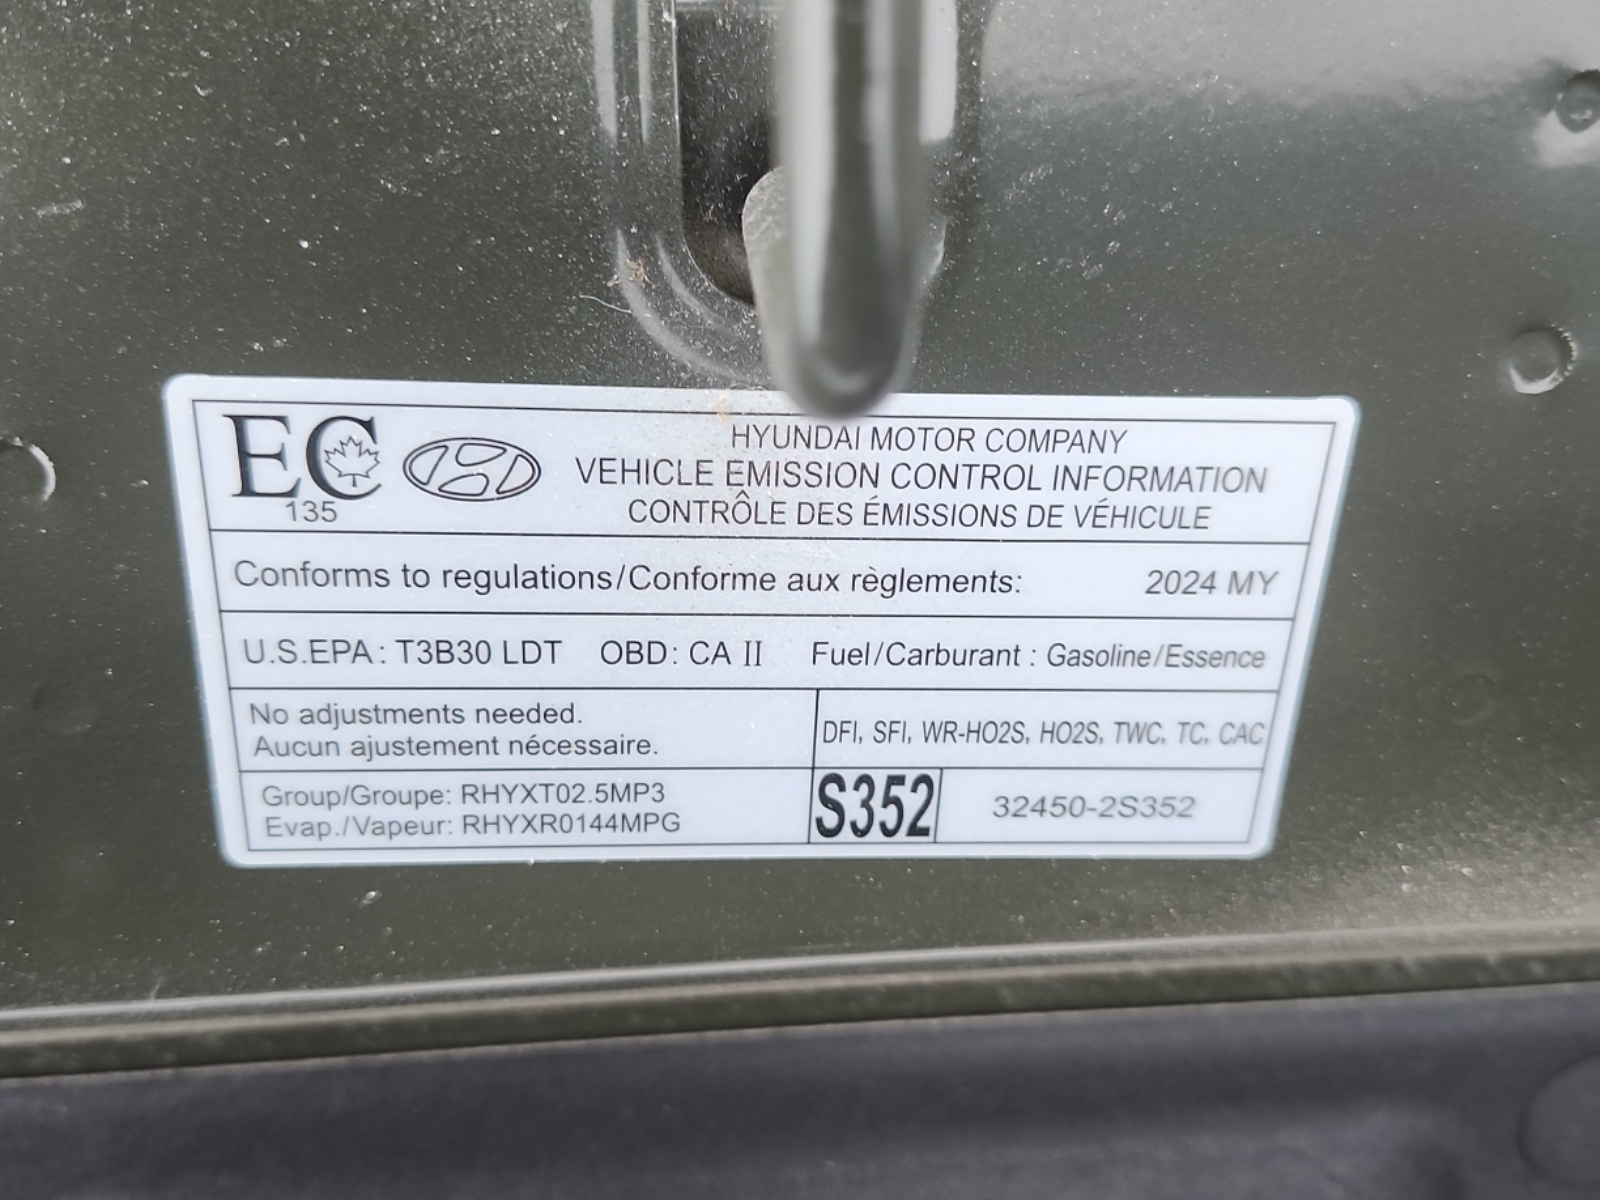 EC
135
HYUNDAI MOTOR COMPANY
VEHICLE EMISSION CONTROL INFORMATION
CONTRÔLE DES ÉMISSIONS DE VÉHICULE
Conforms to regulations/Conforme aux règlements: 2024 MY
U.S.EPA: T3B30 LDT OBD: CA II Fuel/Carburant : Gasoline/Essence
No adjustments needed.
Aucun ajustement nécessaire.
DFI, SFI, WR-HO2S, HO2S, TWC, TC, CAC
Group/Groupe: RHYXT02.5MP3
Evap./Vapeur: RHYXR0144MPG
S352
32450-2S352